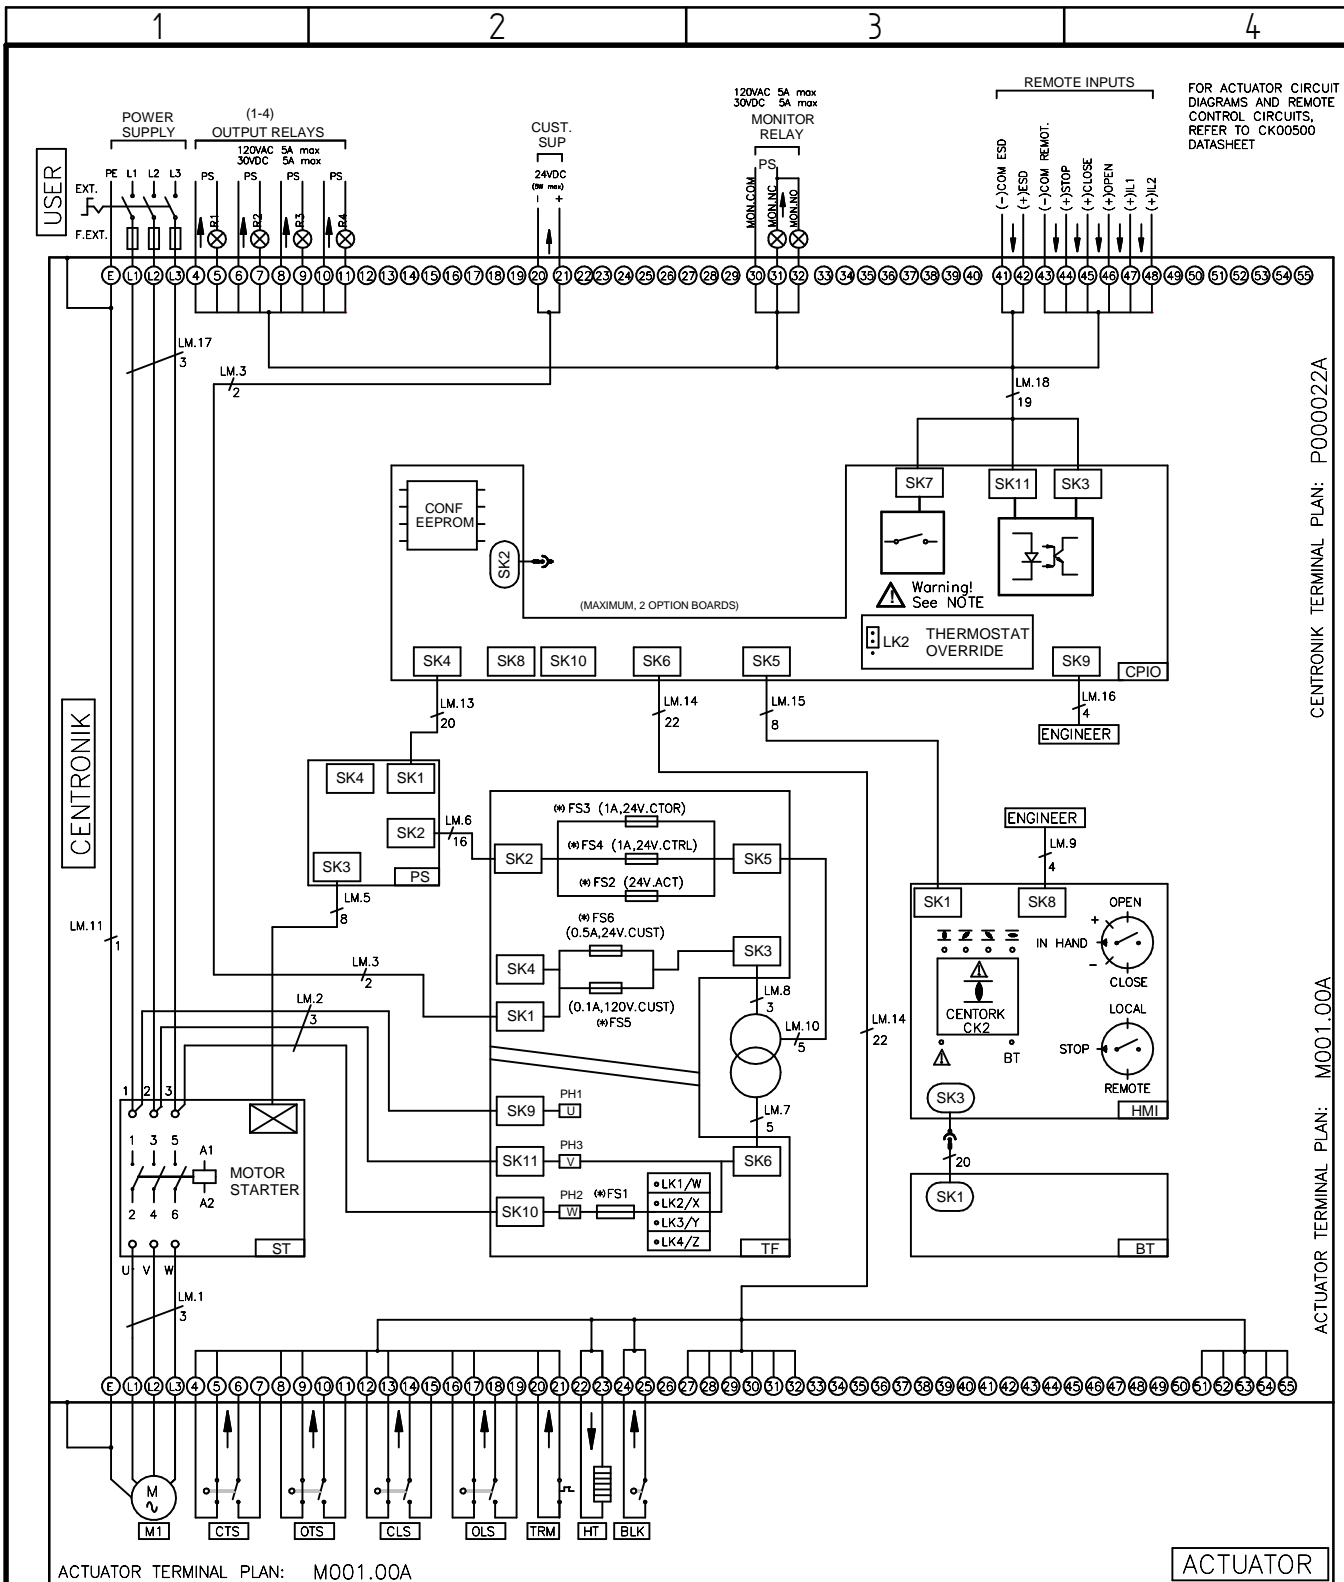 1 2 3 4
POWER SUPPLY
(1-4)
OUTPUT RELAYS
120VAC 5A max
30VDC 5A max
CUST. SUP
24VDC
(5W max)
- +
120VAC 5A max
30VDC 5A max
MONITOR RELAY
REMOTE INPUTS
FOR ACTUATOR CIRCUIT
DIAGRAMS AND REMOTE
CONTROL CIRCUITS,
REFER TO CK00500
DATASHEET
USER
EXT.
F.EXT.
PE L1 L2 L3
PS PS PS PS
R1 R2 R3 R4
PS
MON.COM
MON.NC
MON.NO
(-)COM ESD
(+)ESD
(-)COM REMOT.
(+)STOP
(+)CLOSE
(+)OPEN
(+)IL1
(+)IL2
E L1 L2 L3 4 5 6 7 8 9 10 11 12 13 14 15 16 17 18 19 20 21 22 23 24 25 26 27 28 29 30 31 32 33 34 35 36 37 38 39 40 41 42 43 44 45 46 47 48 49 50 51 52 53 54 55
LM.17
3
LM.3
2
LM.18
19
CENTRONIK TERMINAL PLAN: P000022A
CONF
EEPROM
SK2
(MAXIMUM, 2 OPTION BOARDS)
SK7 SK11 SK3
Warning!
See NOTE
LK2 THERMOSTAT
OVERRIDE
SK4 SK8 SK10 SK6 SK5 SK9
CPIO
LM.13
20
LM.14
22
LM.15
8
LM.16
4
ENGINEER
CENTRONIK
SK4 SK1
SK2
SK3
PS
LM.6
16
LM.5
8
(*)FS3 (1A,24V.CTOR)
(*)FS4 (1A,24V.CTRL)
(*)FS2 (24V.ACT)
SK2 SK5
(*)FS6
(0.5A,24V.CUST)
SK4 SK3
SK1
(0.1A,120V.CUST)
(*)FS5
LM.8
3
LM.10
5
LM.7
5
LM.11
1
LM.3
2
LM.2
3
SK9 PH1
U
SK11 PH3
V
SK6
SK10 PH2
W
(*)FS1
LK1/W
LK2/X
LK3/Y
LK4/Z
TF
LM.14
22
ENGINEER
LM.9
4
SK1 SK8
OPEN
+
IN HAND
-
CLOSE
LOCAL
STOP
REMOTE
CENTORK
CK2
BT
SK3
HMI
20
SK1
BT
ACTUATOR TERMINAL PLAN: M001.00A
1 2 3
1 3 5
A1
A2
MOTOR
STARTER
2 4 6
ST
U V W
LM.1
3
E L1 L2 L3 4 5 6 7 8 9 10 11 12 13 14 15 16 17 18 19 20 21 22 23 24 25 26 27 28 29 30 31 32 33 34 35 36 37 38 39 40 41 42 43 44 45 46 47 48 49 50 51 52 53 54 55
M
M1 CTS OTS CLS OLS TRM HT BLK
ACTUATOR TERMINAL PLAN: M001.00A
ACTUATOR